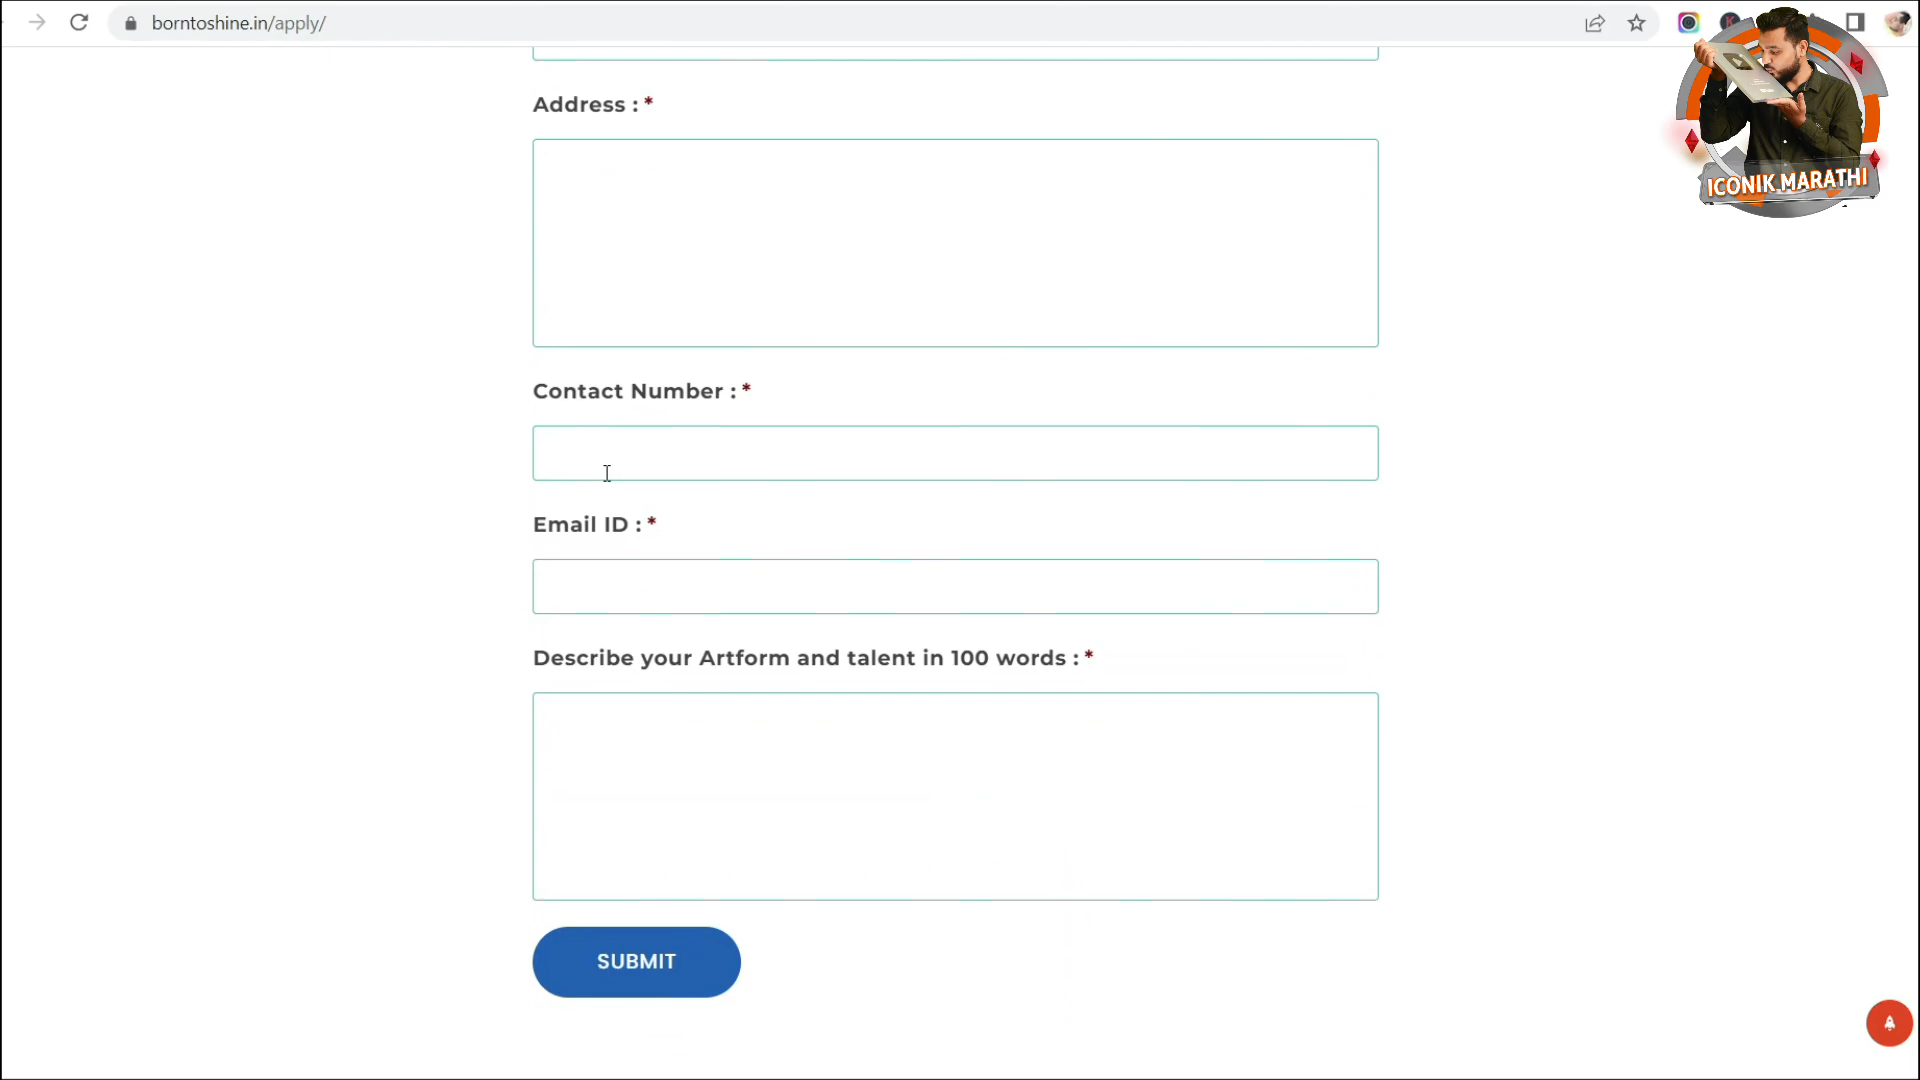 borntoshine.in/apply/
ICONIK MARATHI
Address : *
Contact Number : *
Email ID : *
Describe your Artform and talent in 100 words : *
SUBMIT